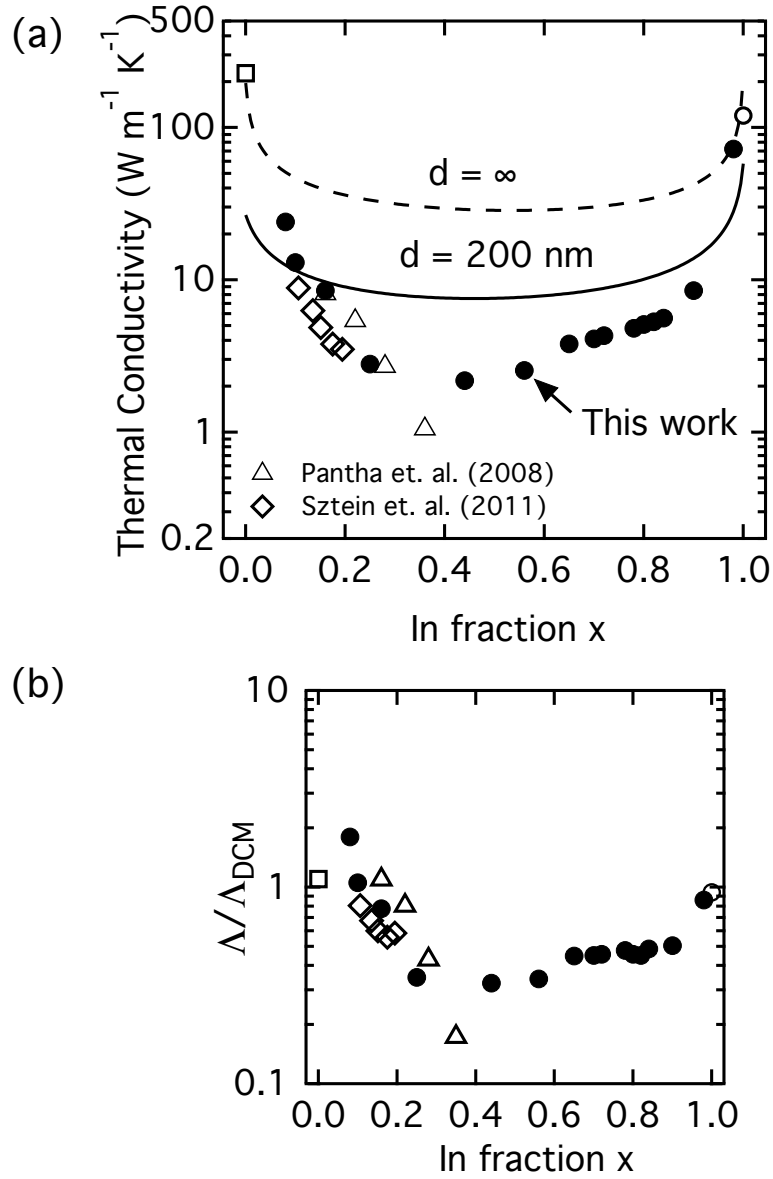 (a)
Thermal Conductivity (W m⁻¹ K⁻¹)
500
100
10
1
0.2
d = ∞
d = 200 nm
This work
Pantha et. al. (2008)
Sztein et. al. (2011)
0.0 0.2 0.4 0.6 0.8 1.0
In fraction x
(b)
Λ/Λ_DCM
10
1
0.1
0.0 0.2 0.4 0.6 0.8 1.0
In fraction x